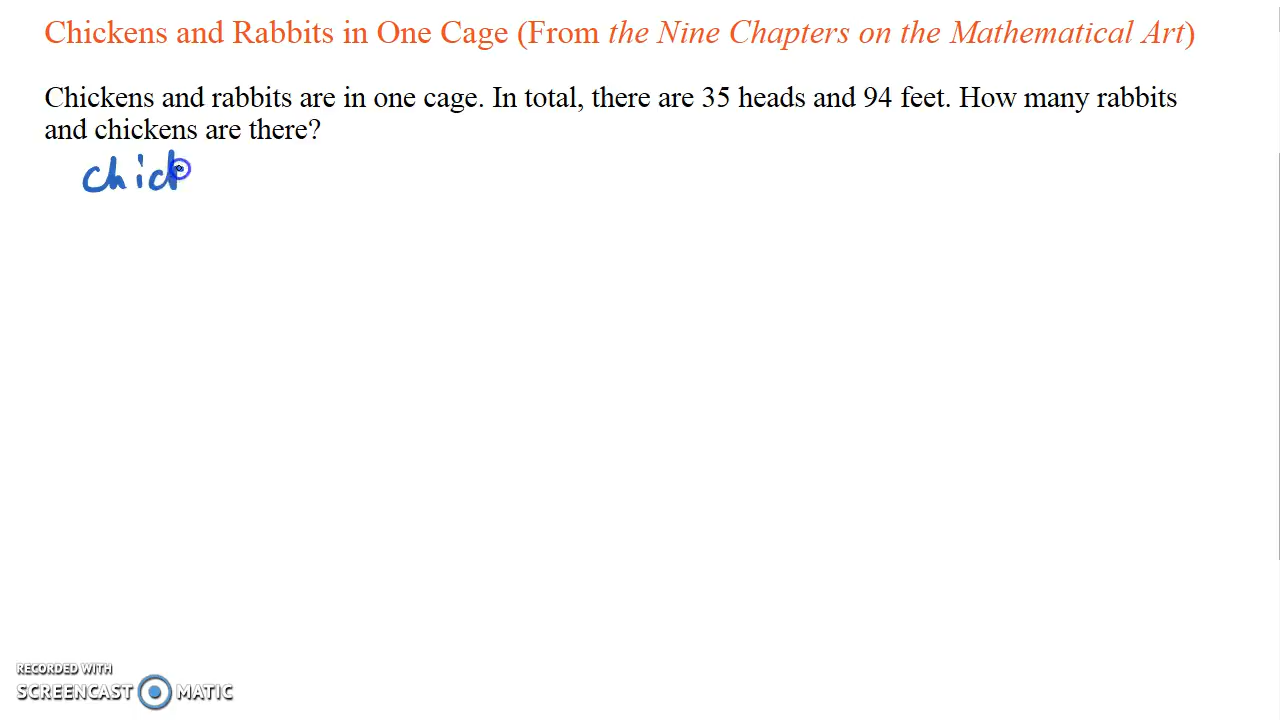 Chickens and Rabbits in One Cage (From the Nine Chapters on the Mathematical Art)
Chickens and rabbits are in one cage. In total, there are 35 heads and 94 feet. How many rabbits
and chickens are there?
chick
RECORDED WITH
SCREENCAST MATIC